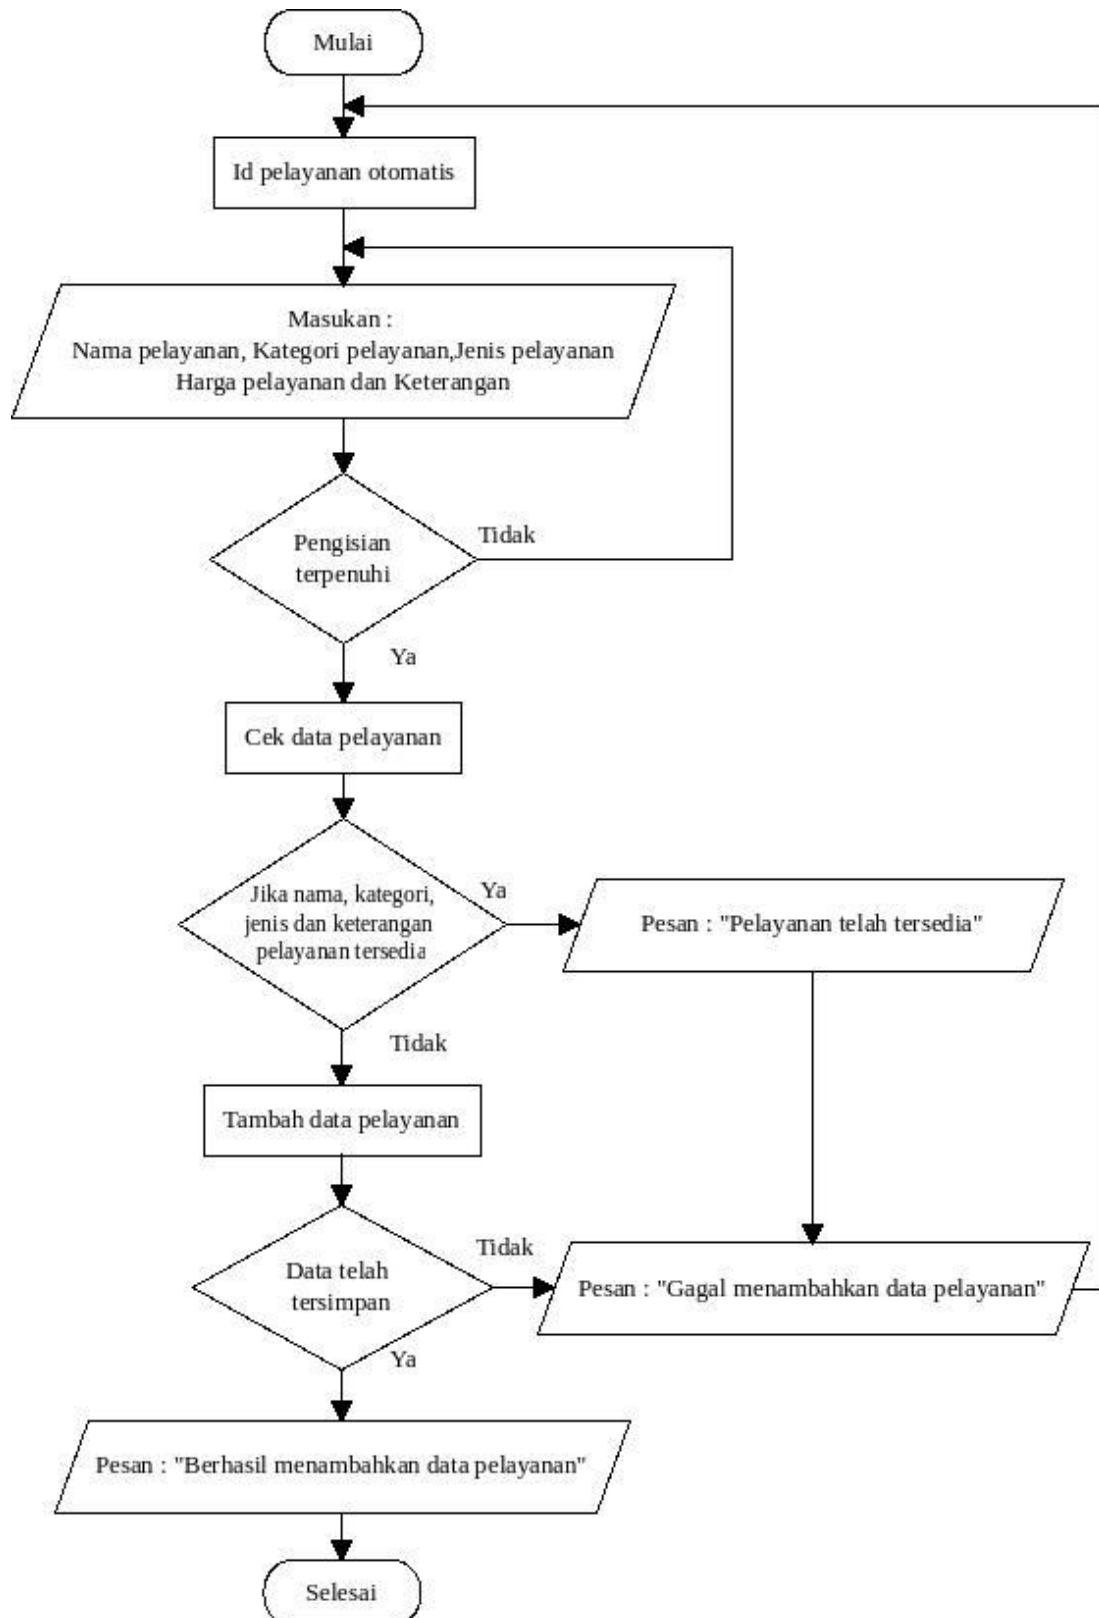 Mulai
Id pelayanan otomatis
Masukan :
Nama pelayanan, Kategori pelayanan,Jenis pelayanan
Harga pelayanan dan Keterangan
Pengisian
terpenuhi
Tidak
Ya
Cek data pelayanan
Jika nama, kategori,
jenis dan keterangan
pelayanan tersedia
Ya
Pesan : "Pelayanan telah tersedia"
Tidak
Tambah data pelayanan
Data telah
tersimpan
Tidak
Pesan : "Gagal menambahkan data pelayanan"
Ya
Pesan : "Berhasil menambahkan data pelayanan"
Selesai